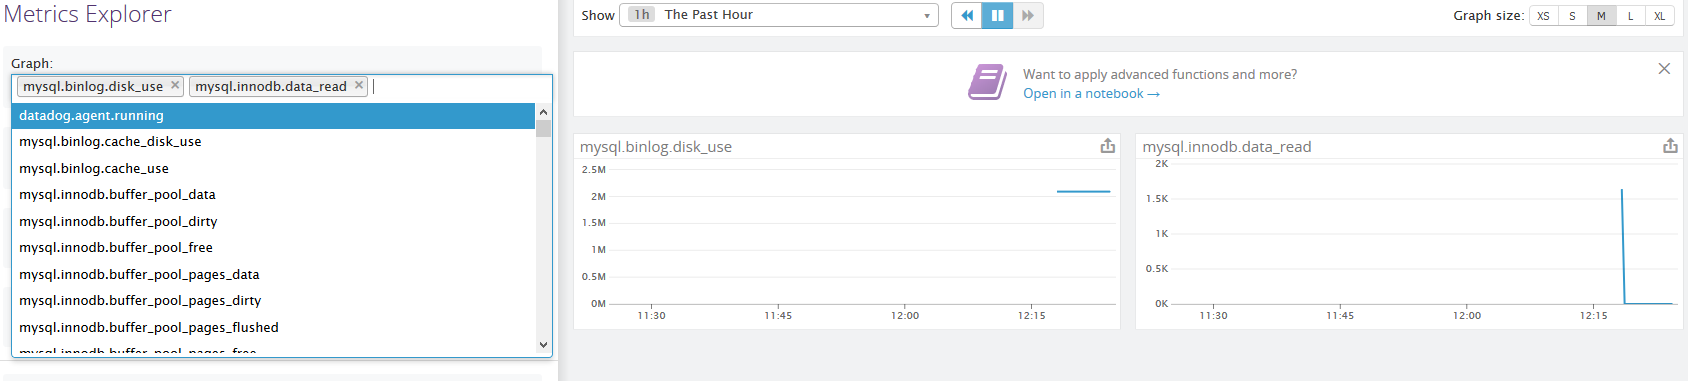 Metrics Explorer
Graph:
mysql.binlog.disk_use × mysql.innodb.data_read ×
datadog.agent.running
mysql.binlog.cache_disk_use
mysql.binlog.cache_use
mysql.innodb.buffer_pool_data
mysql.innodb.buffer_pool_dirty
mysql.innodb.buffer_pool_free
mysql.innodb.buffer_pool_pages_data
mysql.innodb.buffer_pool_pages_dirty
mysql.innodb.buffer_pool_pages_flushed
mysql.innodb.buffer_pool_pages_free
Show 1h The Past Hour
Graph size: XS S M L XL
Want to apply advanced functions and more?
Open in a notebook →
mysql.binlog.disk_use
2.5M
2M
1.5M
1M
0.5M
0M
11:30 11:45 12:00 12:15
mysql.innodb.data_read
2K
1.5K
1K
0.5K
0K
11:30 11:45 12:00 12:15